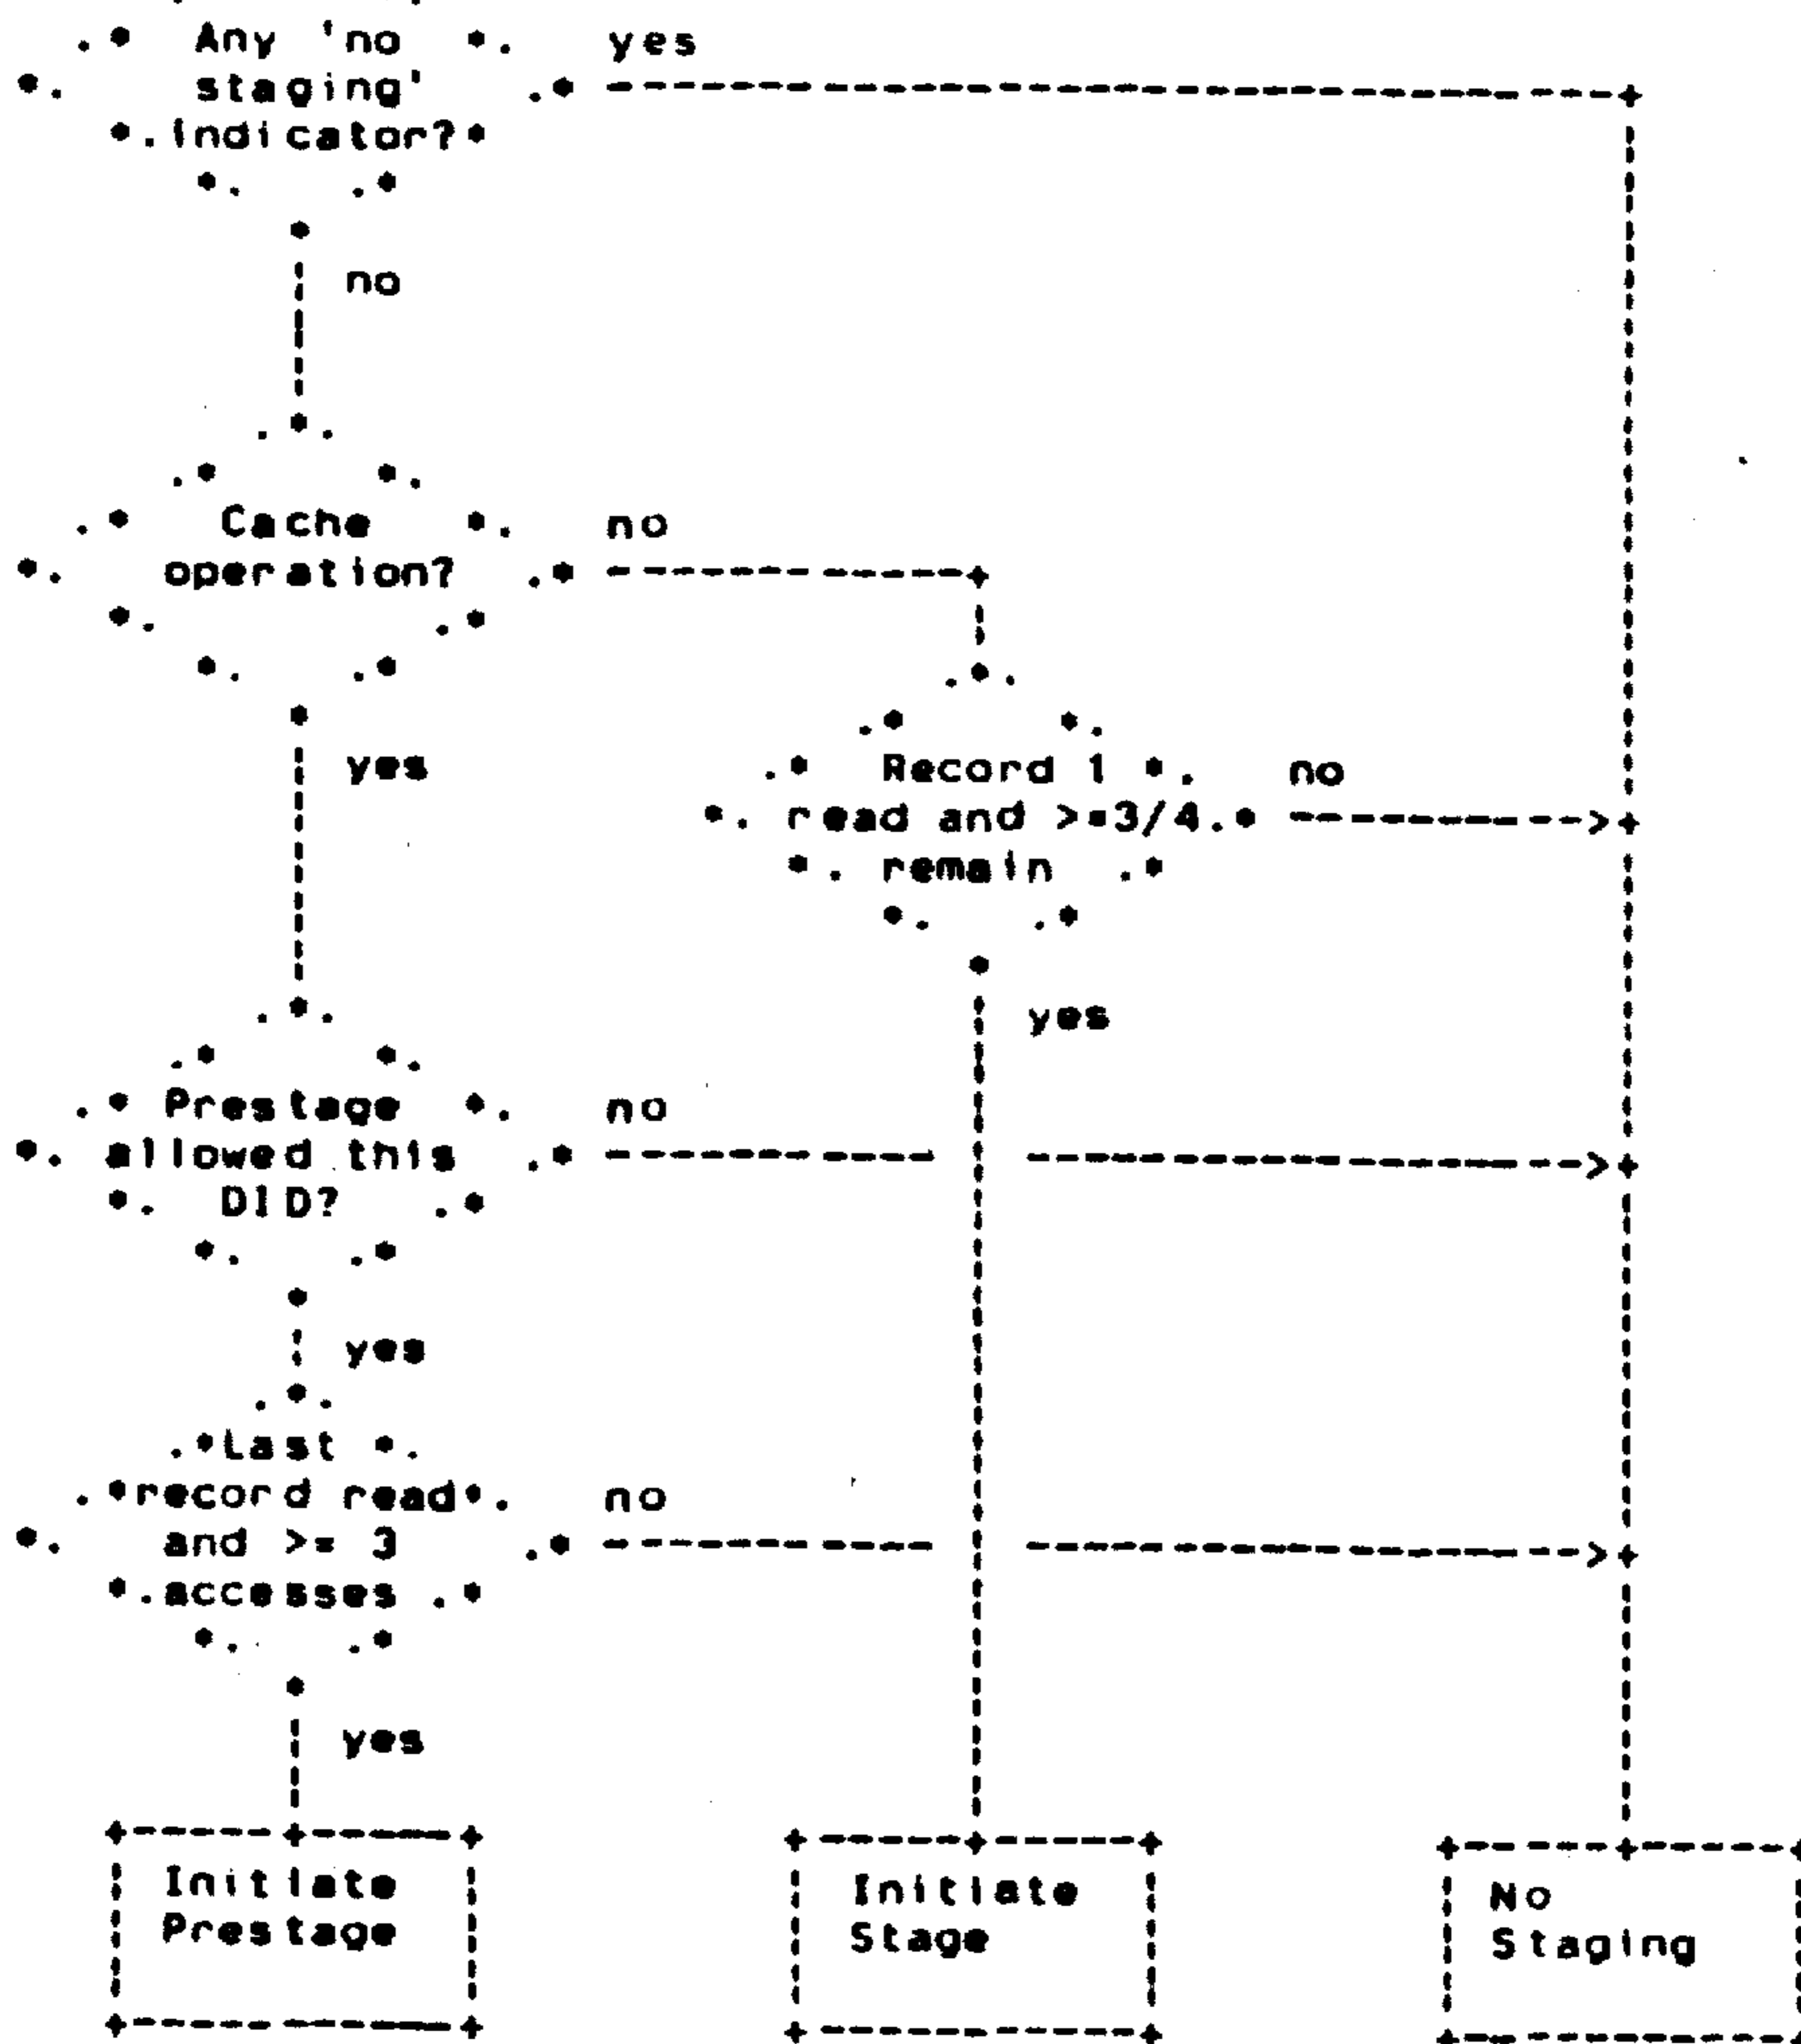 Any 'no
staging'
indicator?
yes
no
Cache
operation?
no
yes
Record 1
read and >=3/4
remain
no
yes
Prestage
allowed this
DID?
no
yes
Last
record read
and >= 3
accesses
no
yes
Initiate
Prestage
Initiate
Stage
No
Staging